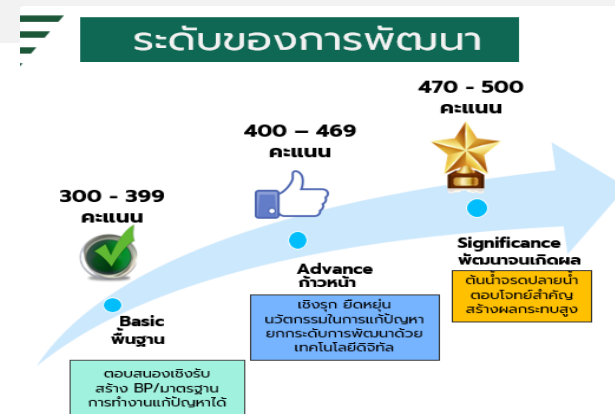 ระดับของการพัฒนา
470 - 500
คะแนน
400 – 469
คะแนน
300 - 399
คะแนน
Significance
พัฒนาจนเกิดผล
ต้นน้ำจรดปลายน้ำ
ตอบโจทย์สำคัญ
สร้างผลกระทบสูง
Advance
ก้าวหน้า
เชิงรุก ยืดหยุ่น
นวัตกรรมในการแก้ปัญหา
ยกกระดับการพัฒนาด้วย
เทคโนโลยีดิจิทัล
Basic
พื้นฐาน
ตอบสนองเชิงรับ
สร้าง BP/มาตรฐาน
การทำงานแก้ปัญหาได้